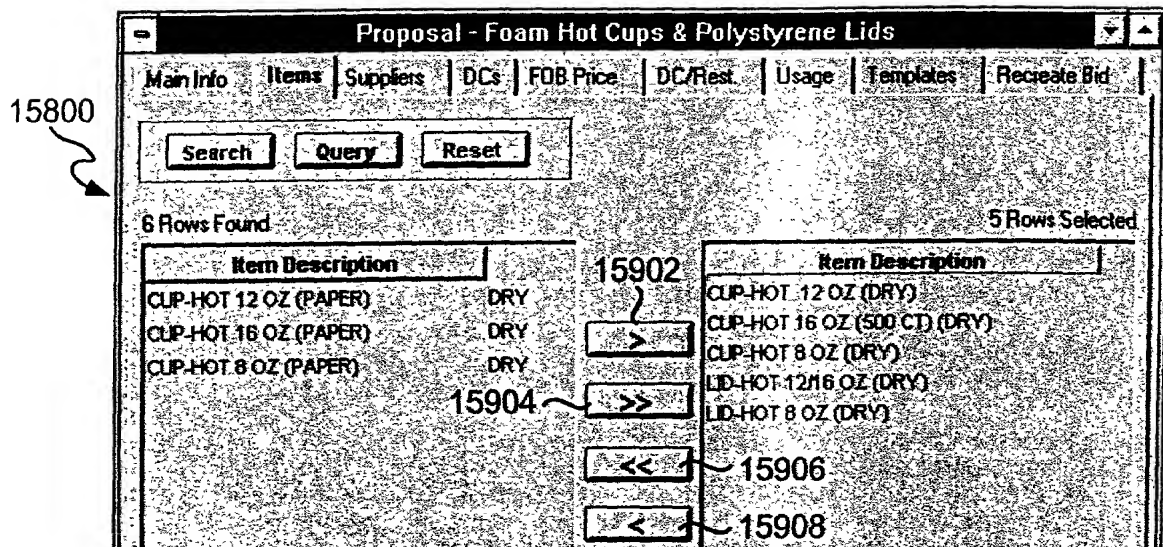 Proposal - Foam Hot Cups & Polystyrene Lids
Main Info Items Suppliers DCs FOB Price DC/Rest. Usage Templates Recreate Bid
15800
Search Query Reset
6 Rows Found
5 Rows Selected
Item Description
CUP-HOT 12 OZ (PAPER) DRY
CUP-HOT 16 OZ (PAPER) DRY
CUP-HOT 8 OZ (PAPER) DRY
15902
>
15904
>>
<<
15906
<
15908
Item Description
CUP-HOT 12 OZ (DRY)
CUP-HOT 16 OZ (500 CT) (DRY)
CUP-HOT 8 OZ (DRY)
LID-HOT 12/16 OZ (DRY)
LID-HOT 8 OZ (DRY)